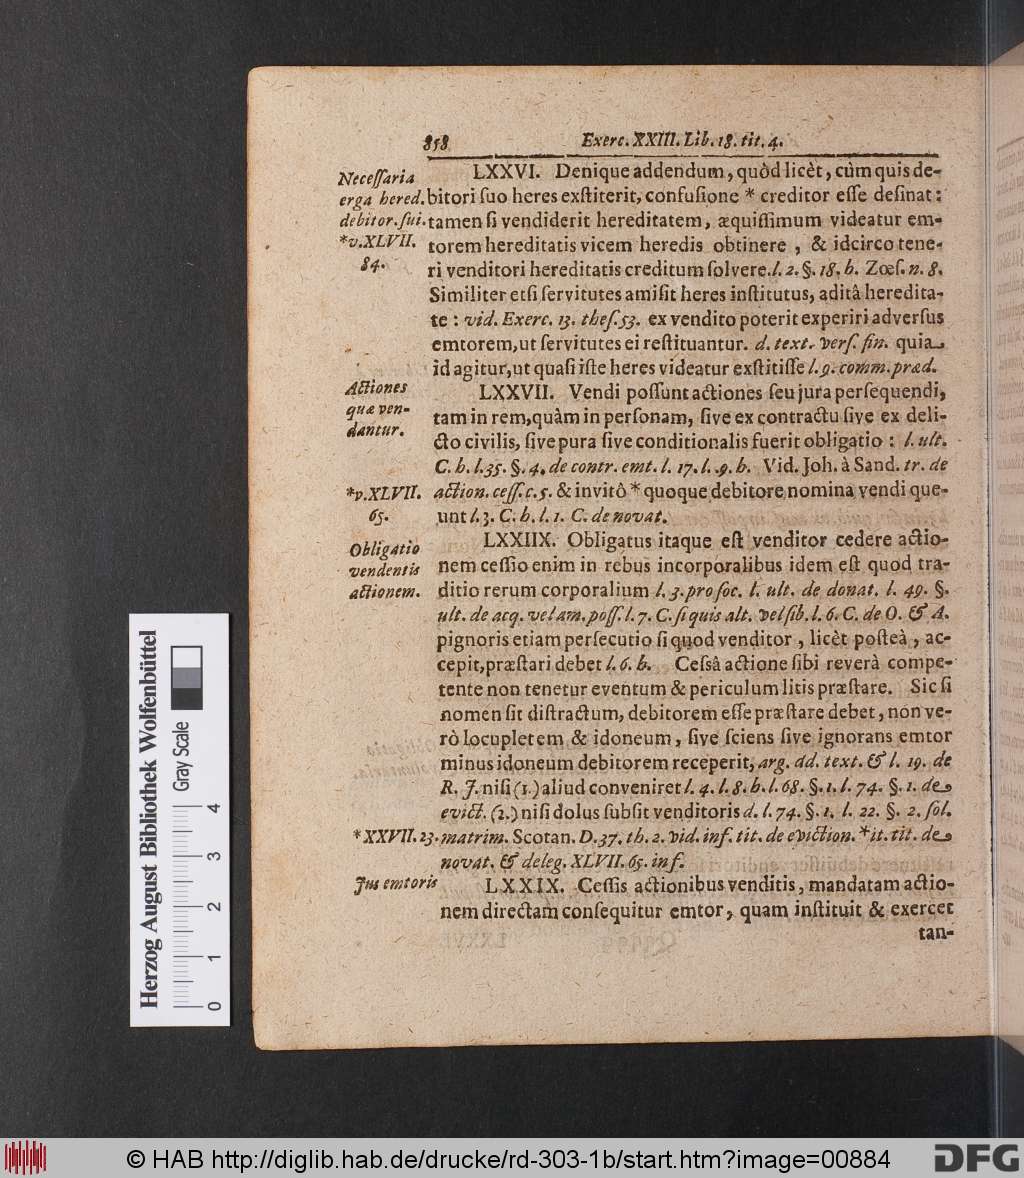 858 Exerc. XXIII. Lib. 18. tit. 4.
Neceſſaria
erga hered.
debitor. ſui.
*v. XLVII.
84.
LXXVI. Denique addendum, quòd licèt, cùm quis de-
bitori ſuo heres exſtiterit, confuſione * creditor eſſe deſinat:
tamen ſi vendiderit hereditatem, æquiſſimum videatur em-
torem hereditatis vicem heredis obtinere, & idcirco tene-
ri venditori hereditatis creditum ſolvere. l. 2. §. 18. h. Zœſ. n. 8.
Similiter etſi ſervitutes amiſit heres inſtitutus, aditâ heredita-
te: vid. Exerc. 13. theſ. 53. ex vendito poterit experiri adverſus
emtorem, ut ſervitutes ei reſtituantur. d. text. verſ. fin. quia
id agitur, ut quaſi iſte heres videatur exſtitiſſe l. 9. comm. præd.
Actiones
quæ ven-
dantur.
LXXVII. Vendi poſſunt actiones ſeu jura perſequendi,
tam in rem, quàm in perſonam, ſive ex contractu ſive ex deli-
cto civilis, ſive pura ſive conditionalis fuerit obligatio: l. ult.
C. h. l. 35. §. 4. de contr. emt. l. 17. l. 9. h. Vid. Joh. à Sand. tr. de
*v. XLVII.
65.
action. ceſſ. c. 5. & invitô * quoque debitore nomina vendi que-
unt l. 3. C. h. l. 1. C. de novat.
Obligatio
vendentis
actionem.
LXXIIX. Obligatus itaque eſt venditor cedere actio-
nem ceſſio enim in rebus incorporalibus idem eſt quod tra-
ditio rerum corporalium l. 3. pro ſoc. l. ult. de donat. l. 49. §.
ult. de acq. vel am. poſſ. l. 7. C. ſi quis alt. vel ſib. l. 6. C. de O. & A.
pignoris etiam perſecutio ſi quod venditor, licèt poſteà, ac-
cepit, præſtari debet l. 6. h. Ceſsâ actione ſibi reverà compe-
tente non tenetur eventum & periculum litis præſtare. Sic ſi
nomen ſit diſtractum, debitorem eſſe præſtare debet, non ve-
rò locupletem & idoneum, ſive ſciens ſive ignorans emtor
minus idoneum debitorem receperit, arg. dd. text. & l. 19. de
R. J. niſi (1.) aliud conveniret l. 4. l. 8. h. l. 68. §. 1. l. 74. §. 1. de
evict. (2.) niſi dolus ſubſit venditoris d. l. 74. §. 1. l. 22. §. 2. ſol.
*XXVII. 23.
matrim. Scotan. D. 37. th. 2. vid. inf. tit. de eviction. * it. tit. de
novat. & deleg. XLVII. 65. inf.
Jus emtoris
LXXIX. Ceſſis actionibus venditis, mandatam actio-
nem directam conſequitur emtor, quam inſtituit & exercet
tan-
Herzog August Bibliothek Wolfenbüttel
Gray Scale
0 1 2 3 4
© HAB http://diglib.hab.de/drucke/rd-303-1b/start.htm?image=00884
DFG